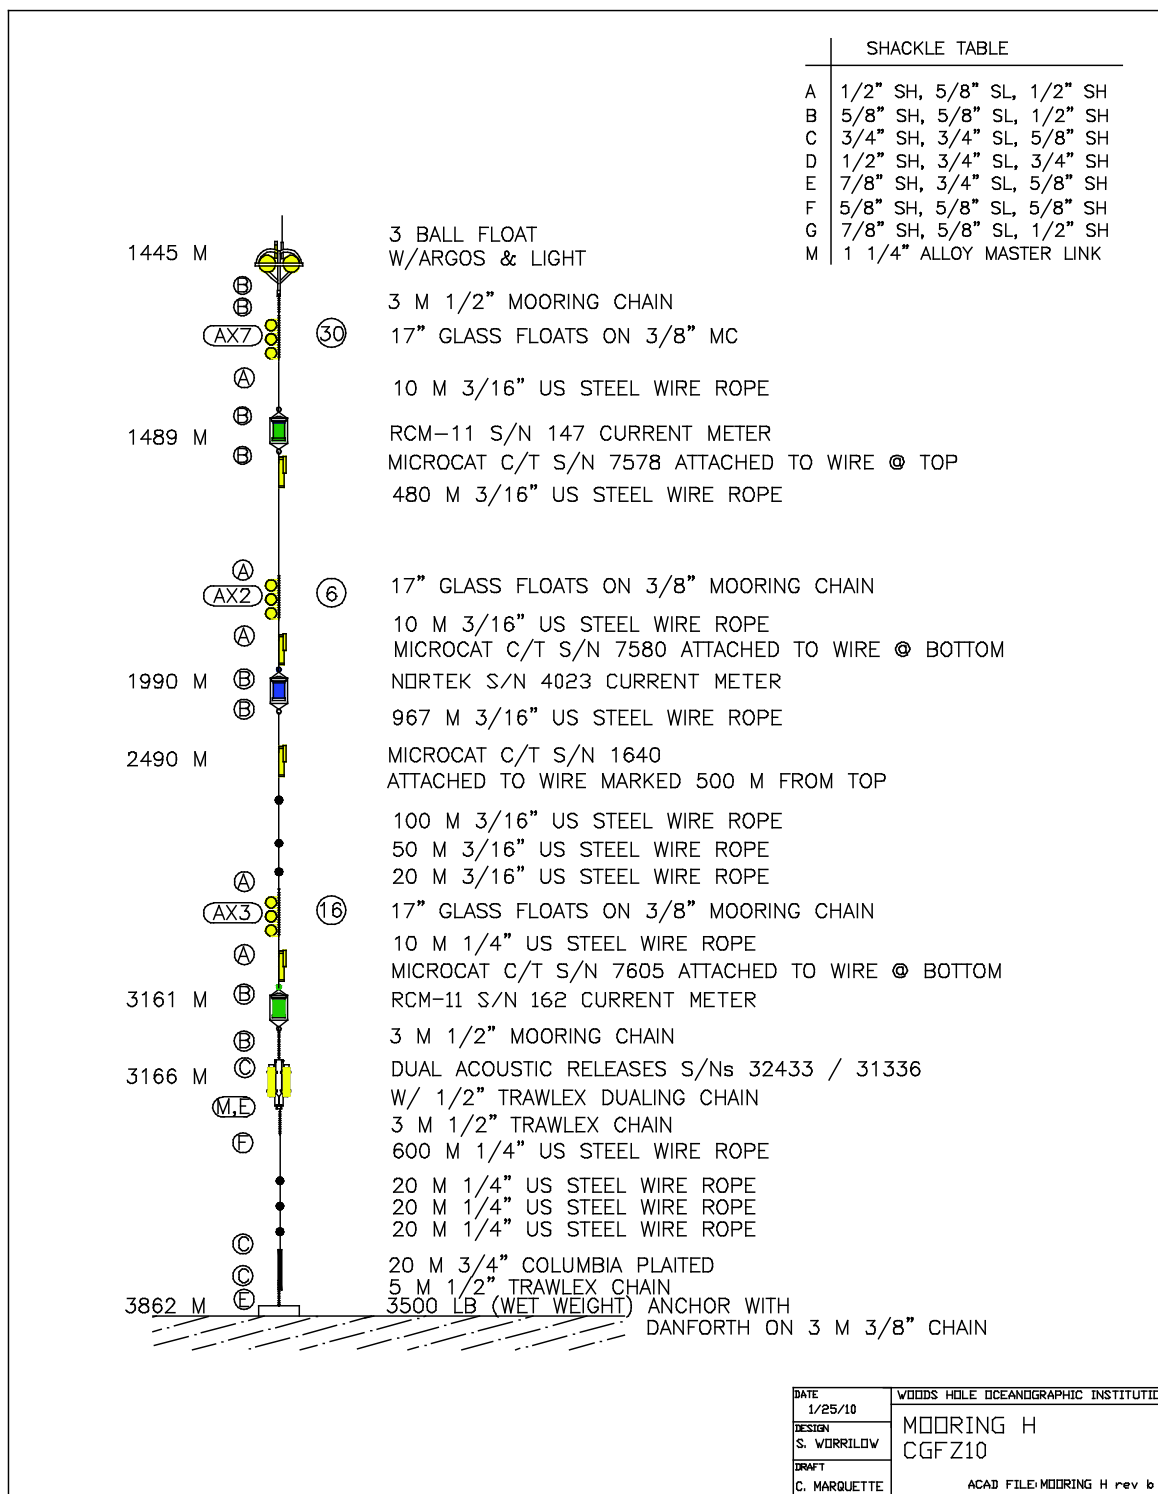 SHACKLE TABLE
A 1/2" SH, 5/8" SL, 1/2" SH
B 5/8" SH, 5/8" SL, 1/2" SH
C 3/4" SH, 3/4" SL, 5/8" SH
D 1/2" SH, 3/4" SL, 3/4" SH
E 7/8" SH, 3/4" SL, 5/8" SH
F 5/8" SH, 5/8" SL, 5/8" SH
G 7/8" SH, 5/8" SL, 1/2" SH
M 1 1/4" ALLOY MASTER LINK
3 BALL FLOAT
1445 M W/ARGOS & LIGHT
B
B 3 M 1/2" MOORING CHAIN
AX7 30 17" GLASS FLOATS ON 3/8" MC
A 10 M 3/16" US STEEL WIRE ROPE
B
1489 M RCM-11 S/N 147 CURRENT METER
B MICROCAT C/T S/N 7578 ATTACHED TO WIRE @ TOP
480 M 3/16" US STEEL WIRE ROPE
A
AX2 6 17" GLASS FLOATS ON 3/8" MOORING CHAIN
10 M 3/16" US STEEL WIRE ROPE
A MICROCAT C/T S/N 7580 ATTACHED TO WIRE @ BOTTOM
1990 M B NORTEK S/N 4023 CURRENT METER
B 967 M 3/16" US STEEL WIRE ROPE
2490 M MICROCAT C/T S/N 1640
ATTACHED TO WIRE MARKED 500 M FROM TOP
100 M 3/16" US STEEL WIRE ROPE
50 M 3/16" US STEEL WIRE ROPE
A 20 M 3/16" US STEEL WIRE ROPE
AX3 16 17" GLASS FLOATS ON 3/8" MOORING CHAIN
10 M 1/4" US STEEL WIRE ROPE
A MICROCAT C/T S/N 7605 ATTACHED TO WIRE @ BOTTOM
3161 M B RCM-11 S/N 162 CURRENT METER
B 3 M 1/2" MOORING CHAIN
3166 M C DUAL ACOUSTIC RELEASES S/Ns 32433 / 31336
M,E W/ 1/2" TRAWLEX DUALING CHAIN
3 M 1/2" TRAWLEX CHAIN
F 600 M 1/4" US STEEL WIRE ROPE
20 M 1/4" US STEEL WIRE ROPE
20 M 1/4" US STEEL WIRE ROPE
20 M 1/4" US STEEL WIRE ROPE
C
20 M 3/4" COLUMBIA PLAITED
C 5 M 1/2" TRAWLEX CHAIN
3862 M E 3500 LB (WET WEIGHT) ANCHOR WITH
DANFORTH ON 3 M 3/8" CHAIN
DATE
1/25/10
DESIGN
S. WORRILOW
DRAFT
C. MARQUETTE
WOODS HOLE OCEANOGRAPHIC INSTITUTIO
MOORING H
CGFZ10
ACAD FILE:MOORING H rev b